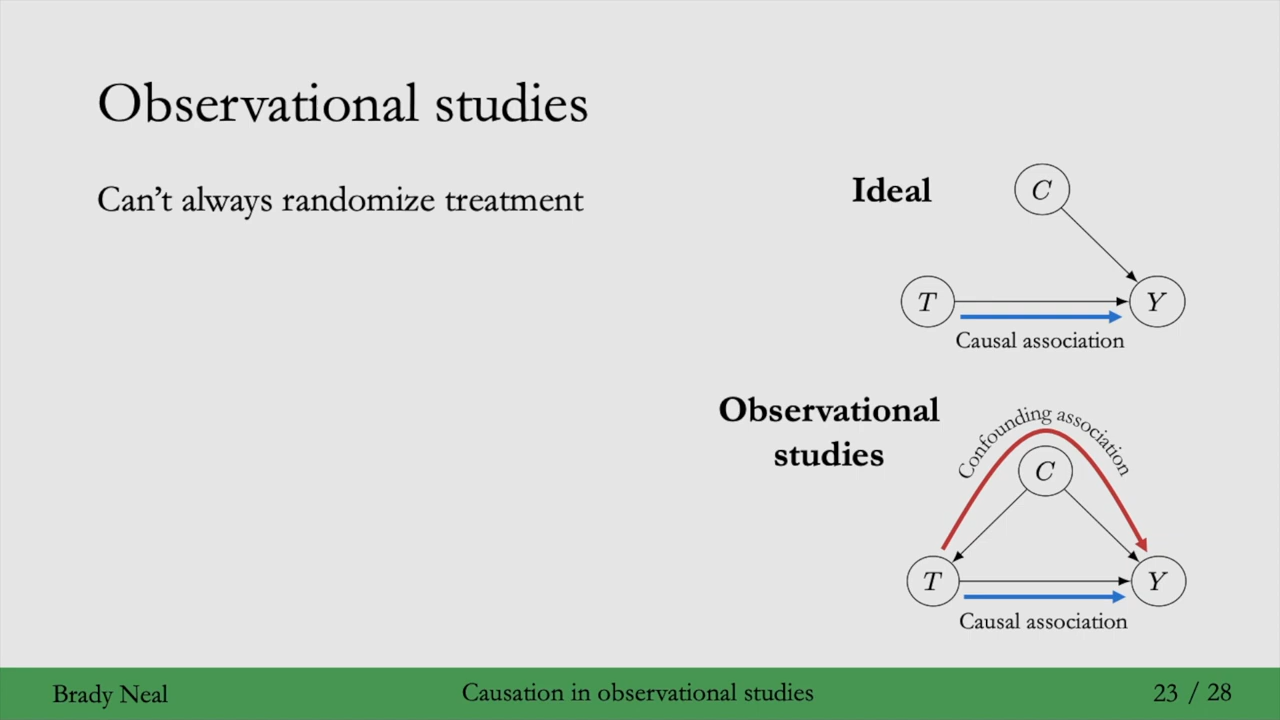 Observational studies
Can't always randomize treatment
Ideal
C
T
Y
Causal association
Observational
studies
Confounding association
C
T
Y
Causal association
Brady Neal
Causation in observational studies
23 / 28